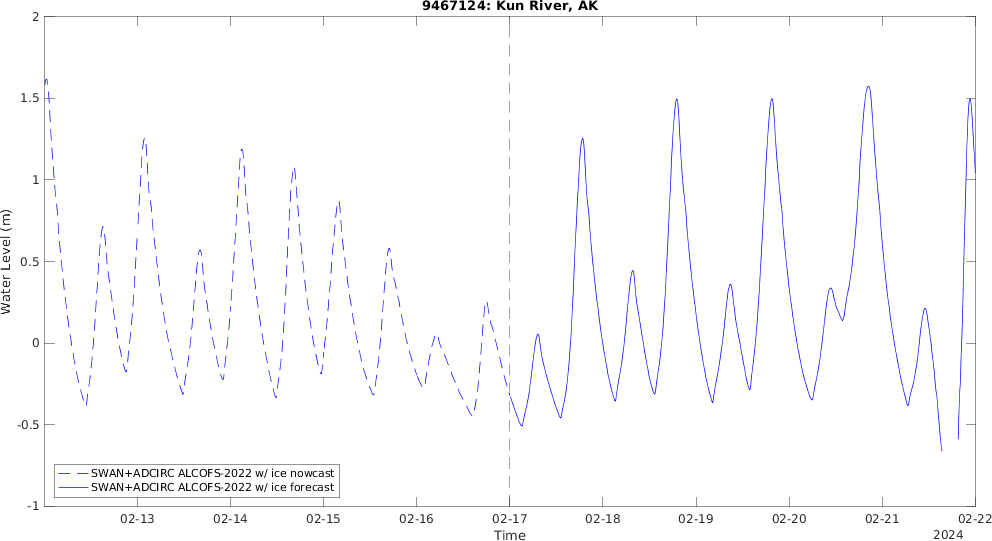 9467124: Kun River, AK
Water Level (m)
2
1.5
1
0.5
0
-0.5
-1
SWAN+ADCIRC ALCOFS-2022 w/ ice nowcast
SWAN+ADCIRC ALCOFS-2022 w/ ice forecast
02-13 02-14 02-15 02-16 02-17 02-18 02-19 02-20 02-21 02-22
Time
2024